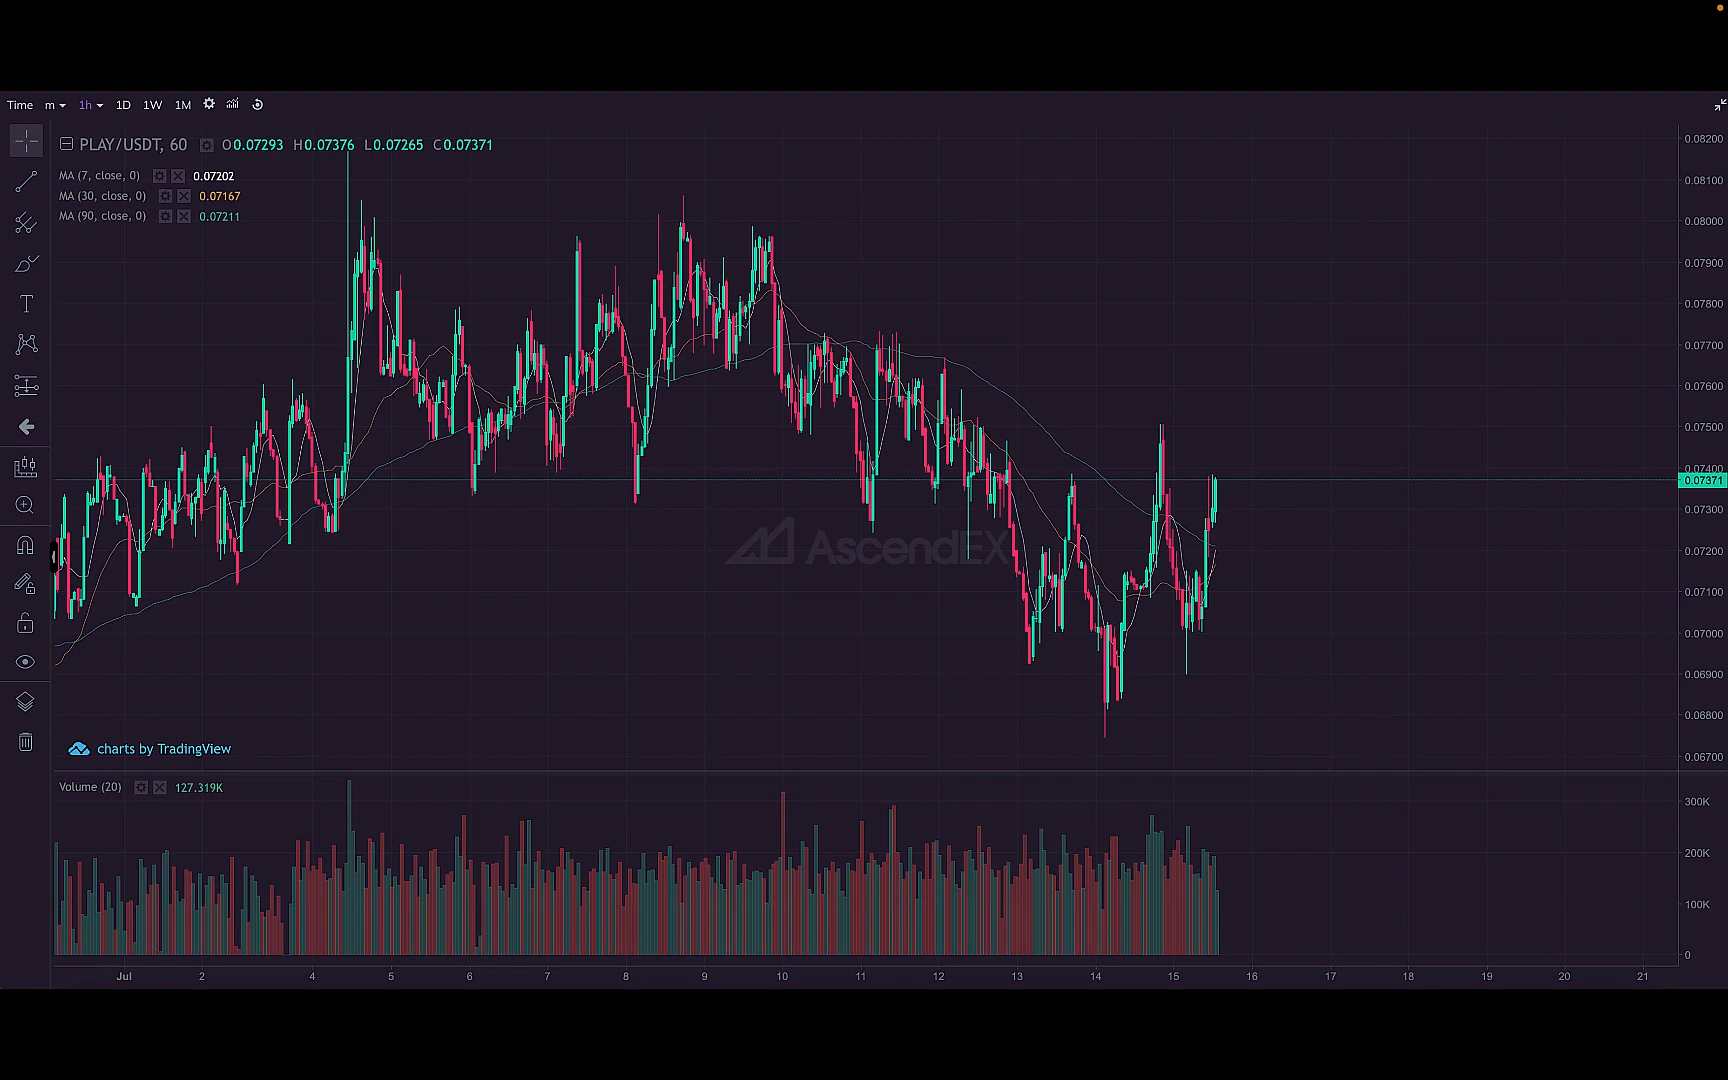 Time m 1h 1D 1W 1M
PLAY/USDT, 60 O0.07293 H0.07376 L0.07265 C0.07371
MA (7, close, 0) 0.07202
MA (30, close, 0) 0.07167
MA (90, close, 0) 0.07211
0.08200
0.08100
0.08000
0.07900
0.07800
0.07700
0.07600
0.07500
0.07400
0.07371
0.07300
0.07200
0.07100
0.07000
0.06900
0.06800
0.06700
AscendEX
charts by TradingView
Volume (20) 127.319K
300K
200K
100K
0
Jul 2 4 5 6 7 8 9 10 11 12 13 14 15 16 17 18 19 20 21